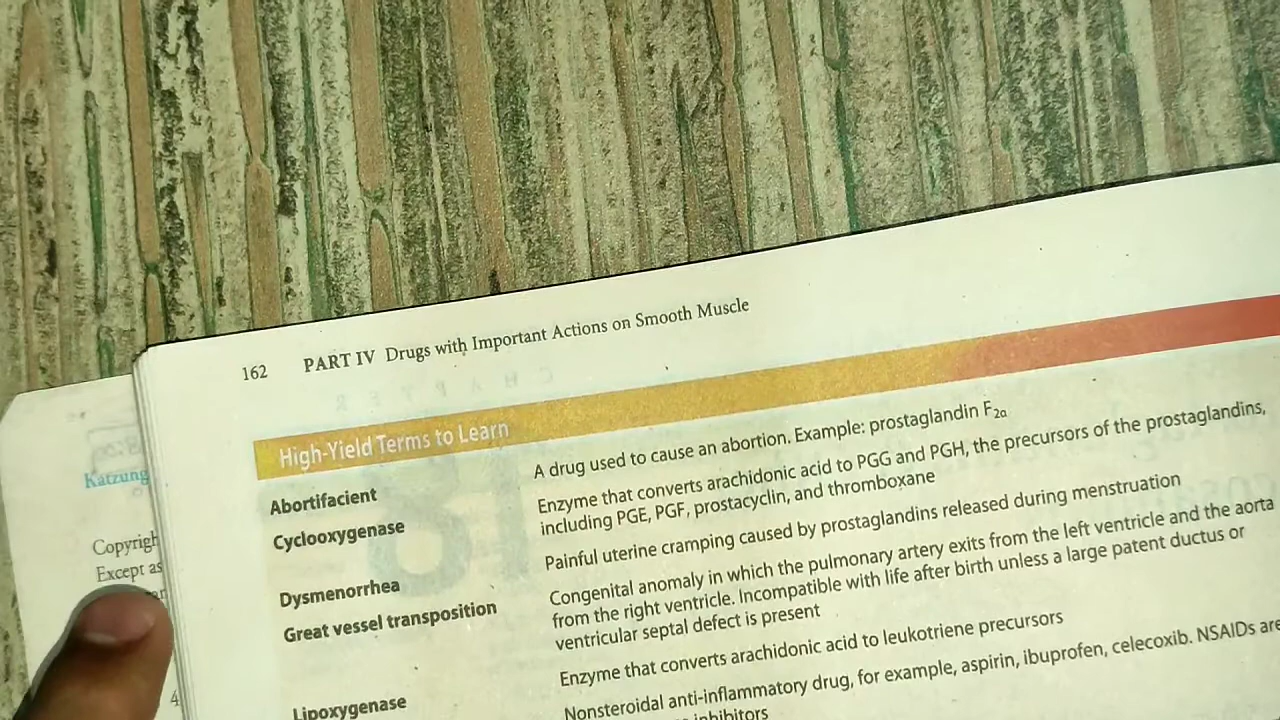 162 PART IV Drugs with Important Actions on Smooth Muscle
High-Yield Terms to Learn
Abortifacient
A drug used to cause an abortion. Example: prostaglandin F2α
Cyclooxygenase
Enzyme that converts arachidonic acid to PGG and PGH, the precursors of the prostaglandins,
including PGE, PGF, prostacyclin, and thromboxane
Dysmenorrhea
Painful uterine cramping caused by prostaglandins released during menstruation
Great vessel transposition
Congenital anomaly in which the pulmonary artery exits from the left ventricle and the aorta
from the right ventricle. Incompatible with life after birth unless a large patent ductus or
ventricular septal defect is present
Lipoxygenase
Enzyme that converts arachidonic acid to leukotriene precursors
Nonsteroidal anti-inflammatory drug, for example, aspirin, ibuprofen, celecoxib. NSAIDs are
inhibitors
Katzung
Copyrigh
Except as
4